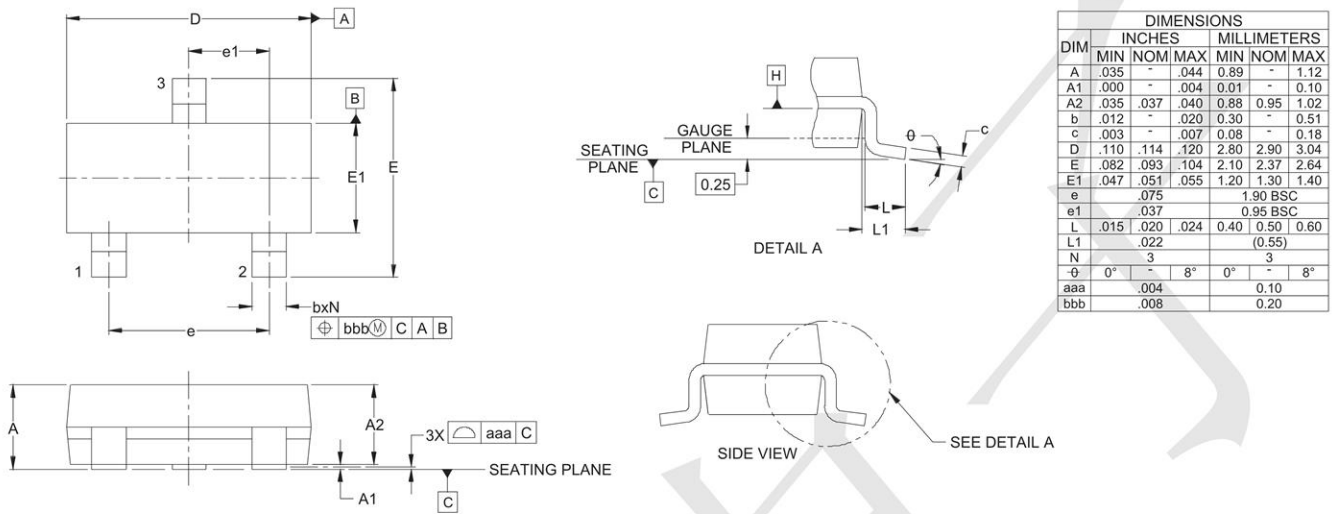 D
A
e1
3
B
E1
E
1
2
bxN
e
⌖ bbbⓂ C A B
A
A2
3X ⌓ aaa C
SEATING PLANE
A1
C
H
GAUGE
PLANE
SEATING
PLANE
C
0.25
θ
c
L
L1
DETAIL A
SIDE VIEW
SEE DETAIL A
DIMENSIONS
DIM INCHES MILLIMETERS
MIN NOM MAX MIN NOM MAX
A .035 - .044 0.89 - 1.12
A1 .000 - .004 0.01 - 0.10
A2 .035 .037 .040 0.88 0.95 1.02
b .012 - .020 0.30 - 0.51
c .003 - .007 0.08 - 0.18
D .110 .114 .120 2.80 2.90 3.04
E .082 .093 .104 2.10 2.37 2.64
E1 .047 .051 .055 1.20 1.30 1.40
e .075 1.90 BSC
e1 .037 0.95 BSC
L .015 .020 .024 0.40 0.50 0.60
L1 .022 (0.55)
N 3 3
θ 0° - 8° 0° - 8°
aaa .004 0.10
bbb .008 0.20